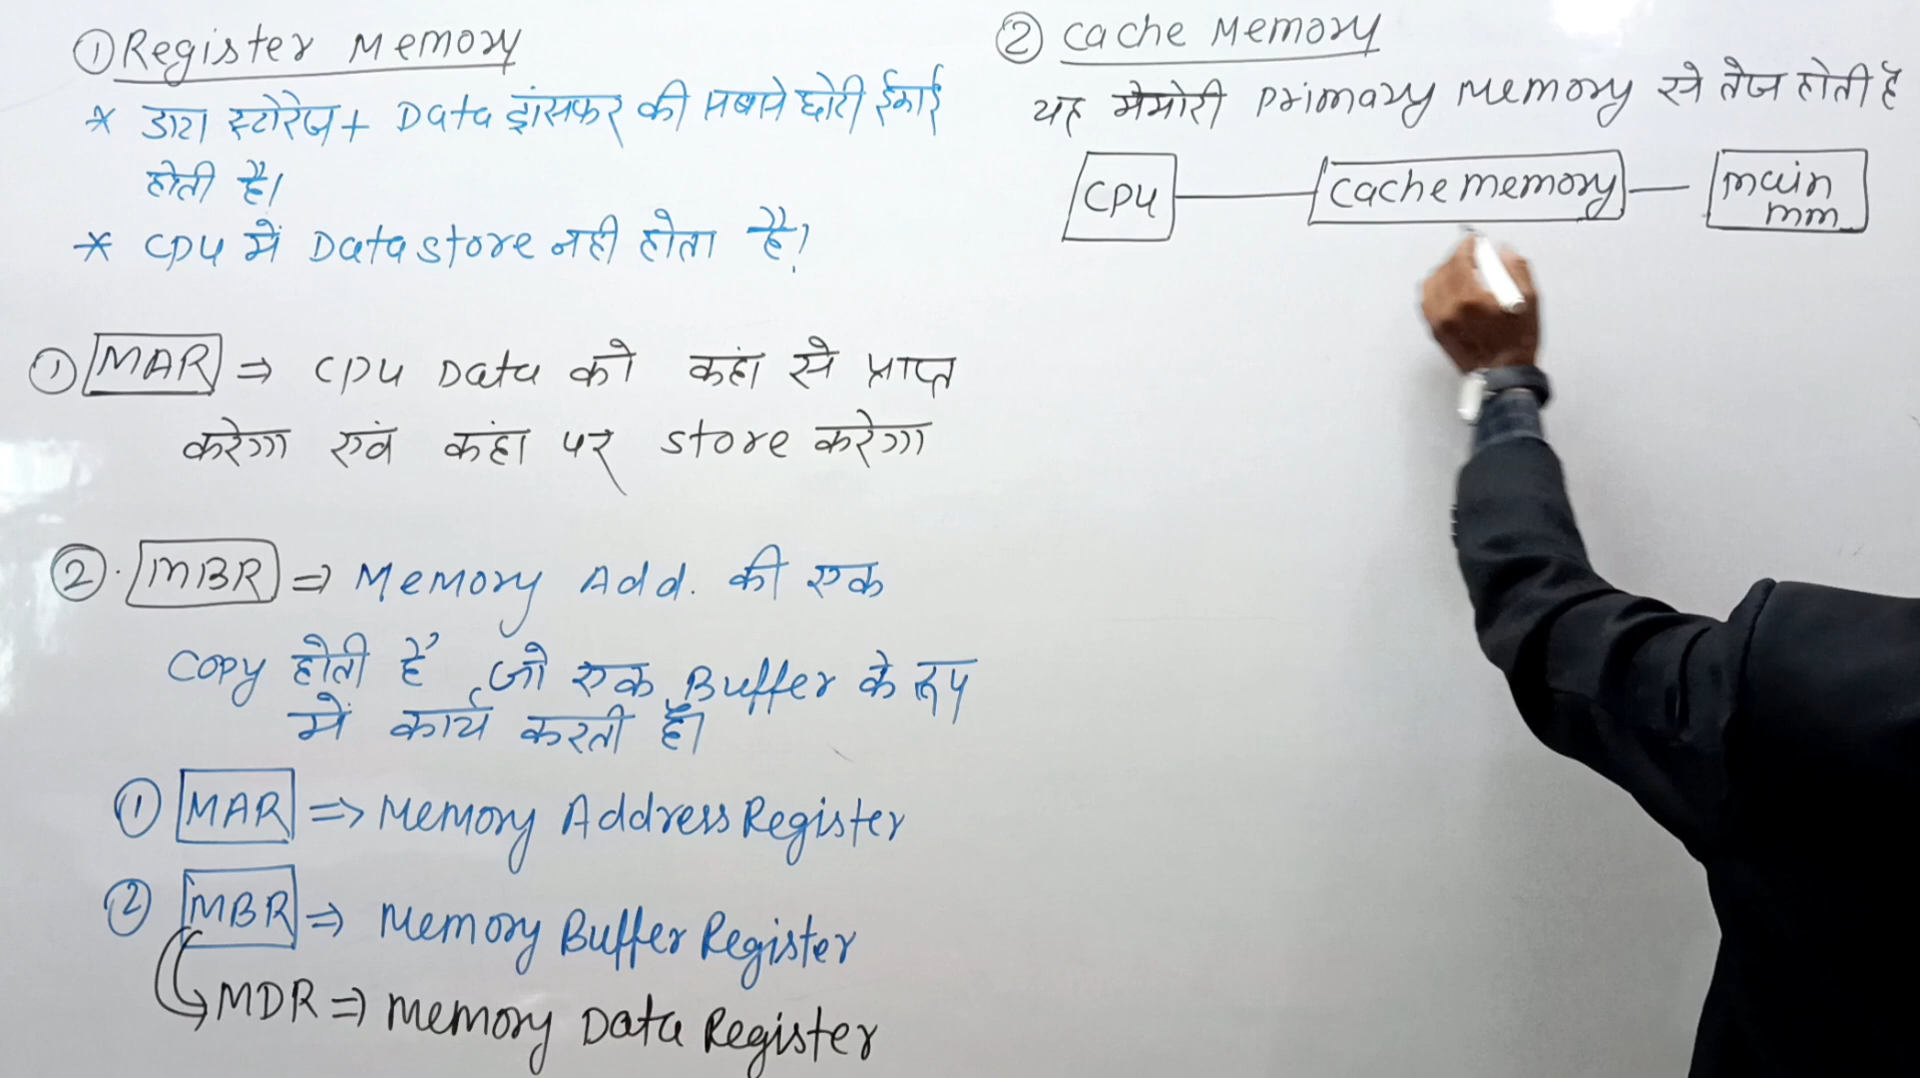 ① Register Memory
* डाटा स्टोरेज + Data ट्रांसफर की सबसे छोटी ईकाई
होती है।
* CPU में Data store नही होता है।
① MAR ⇒ CPU Data को कहां से प्राप्त
करेगा एवं कहां पर store करेगा
② . MBR ⇒ Memory Add. की एक
Copy होती है, जो एक Buffer के रूप
में कार्य करती है।
① MAR ⇒ Memory Address Register
② MBR ⇒ Memory Buffer Register
MDR ⇒ Memory Data Register
② Cache Memory
यह मेमोरी Primary Memory से तेज होती है
CPU
Cache memory
main
mm